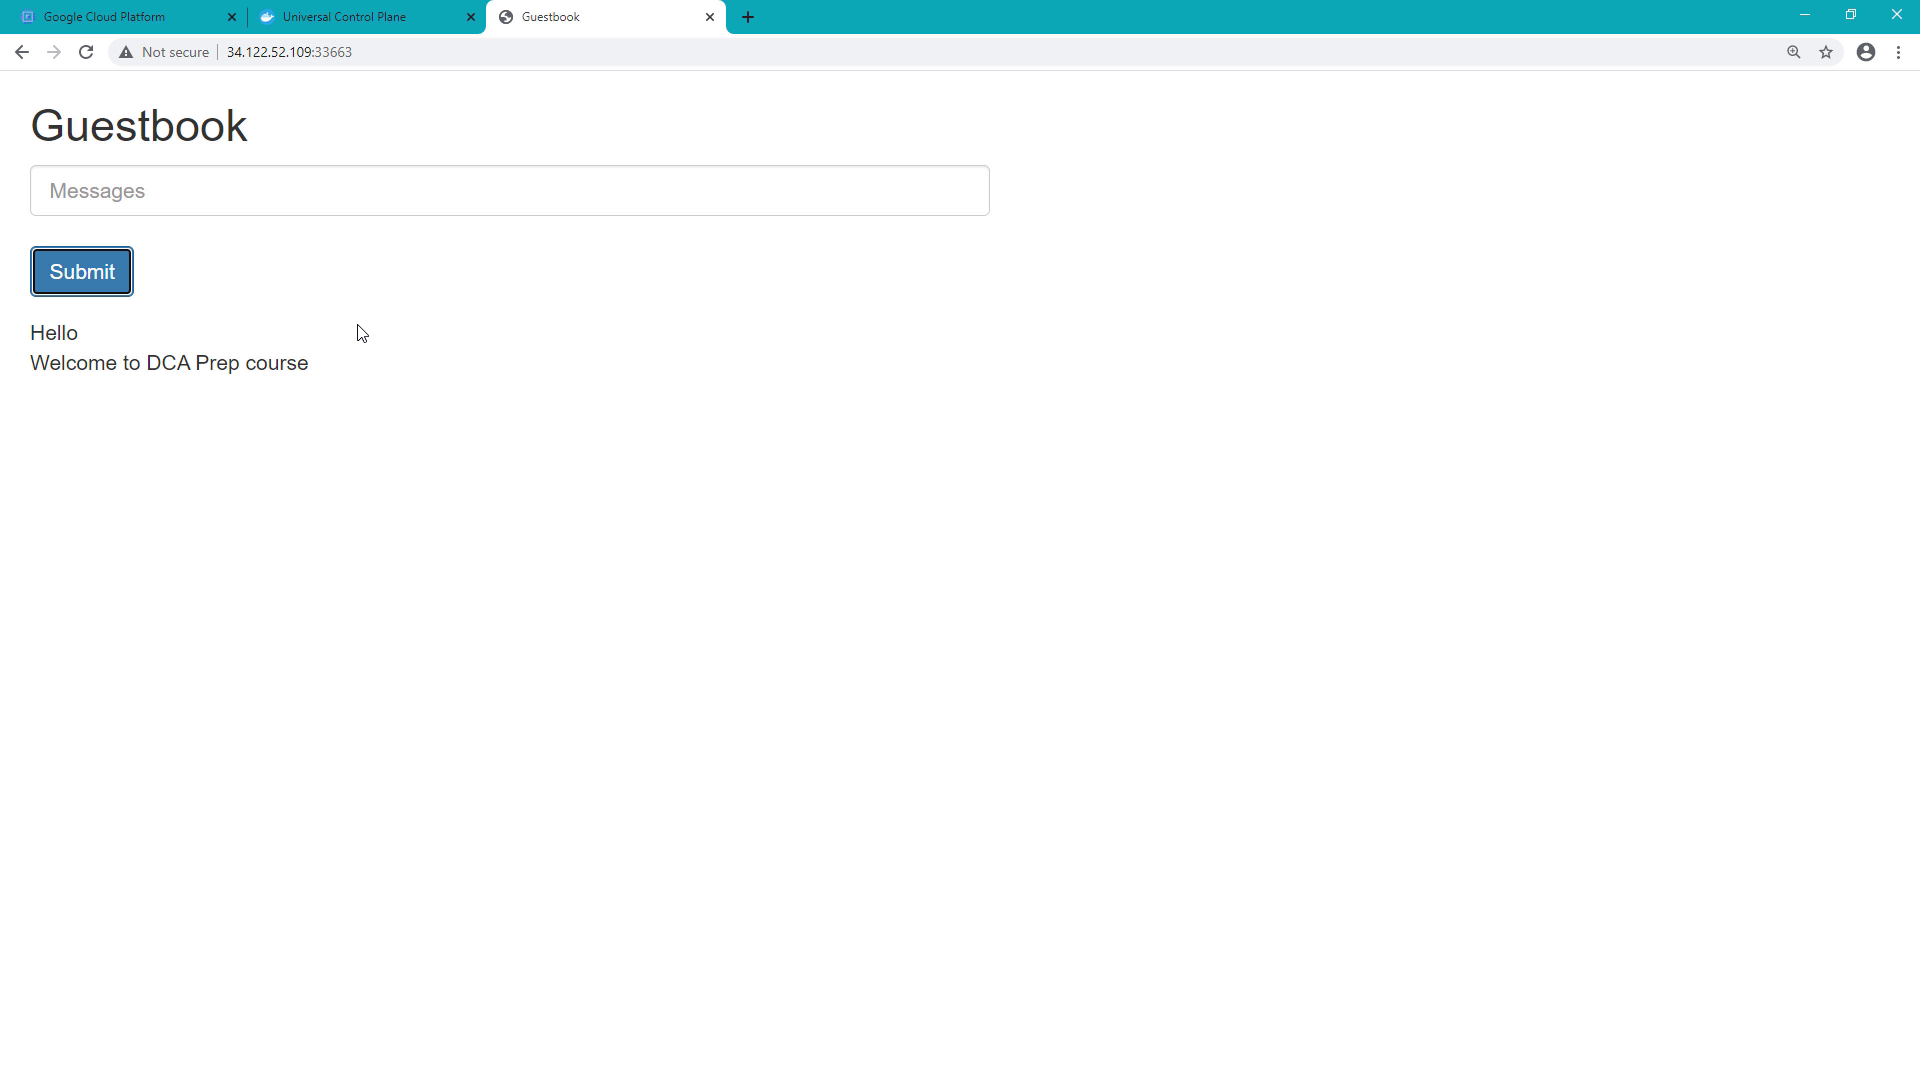 Google Cloud Platform
Universal Control Plane
Guestbook
Not secure
34.122.52.109:33663
Guestbook
Messages
Submit
Hello
Welcome to DCA Prep course